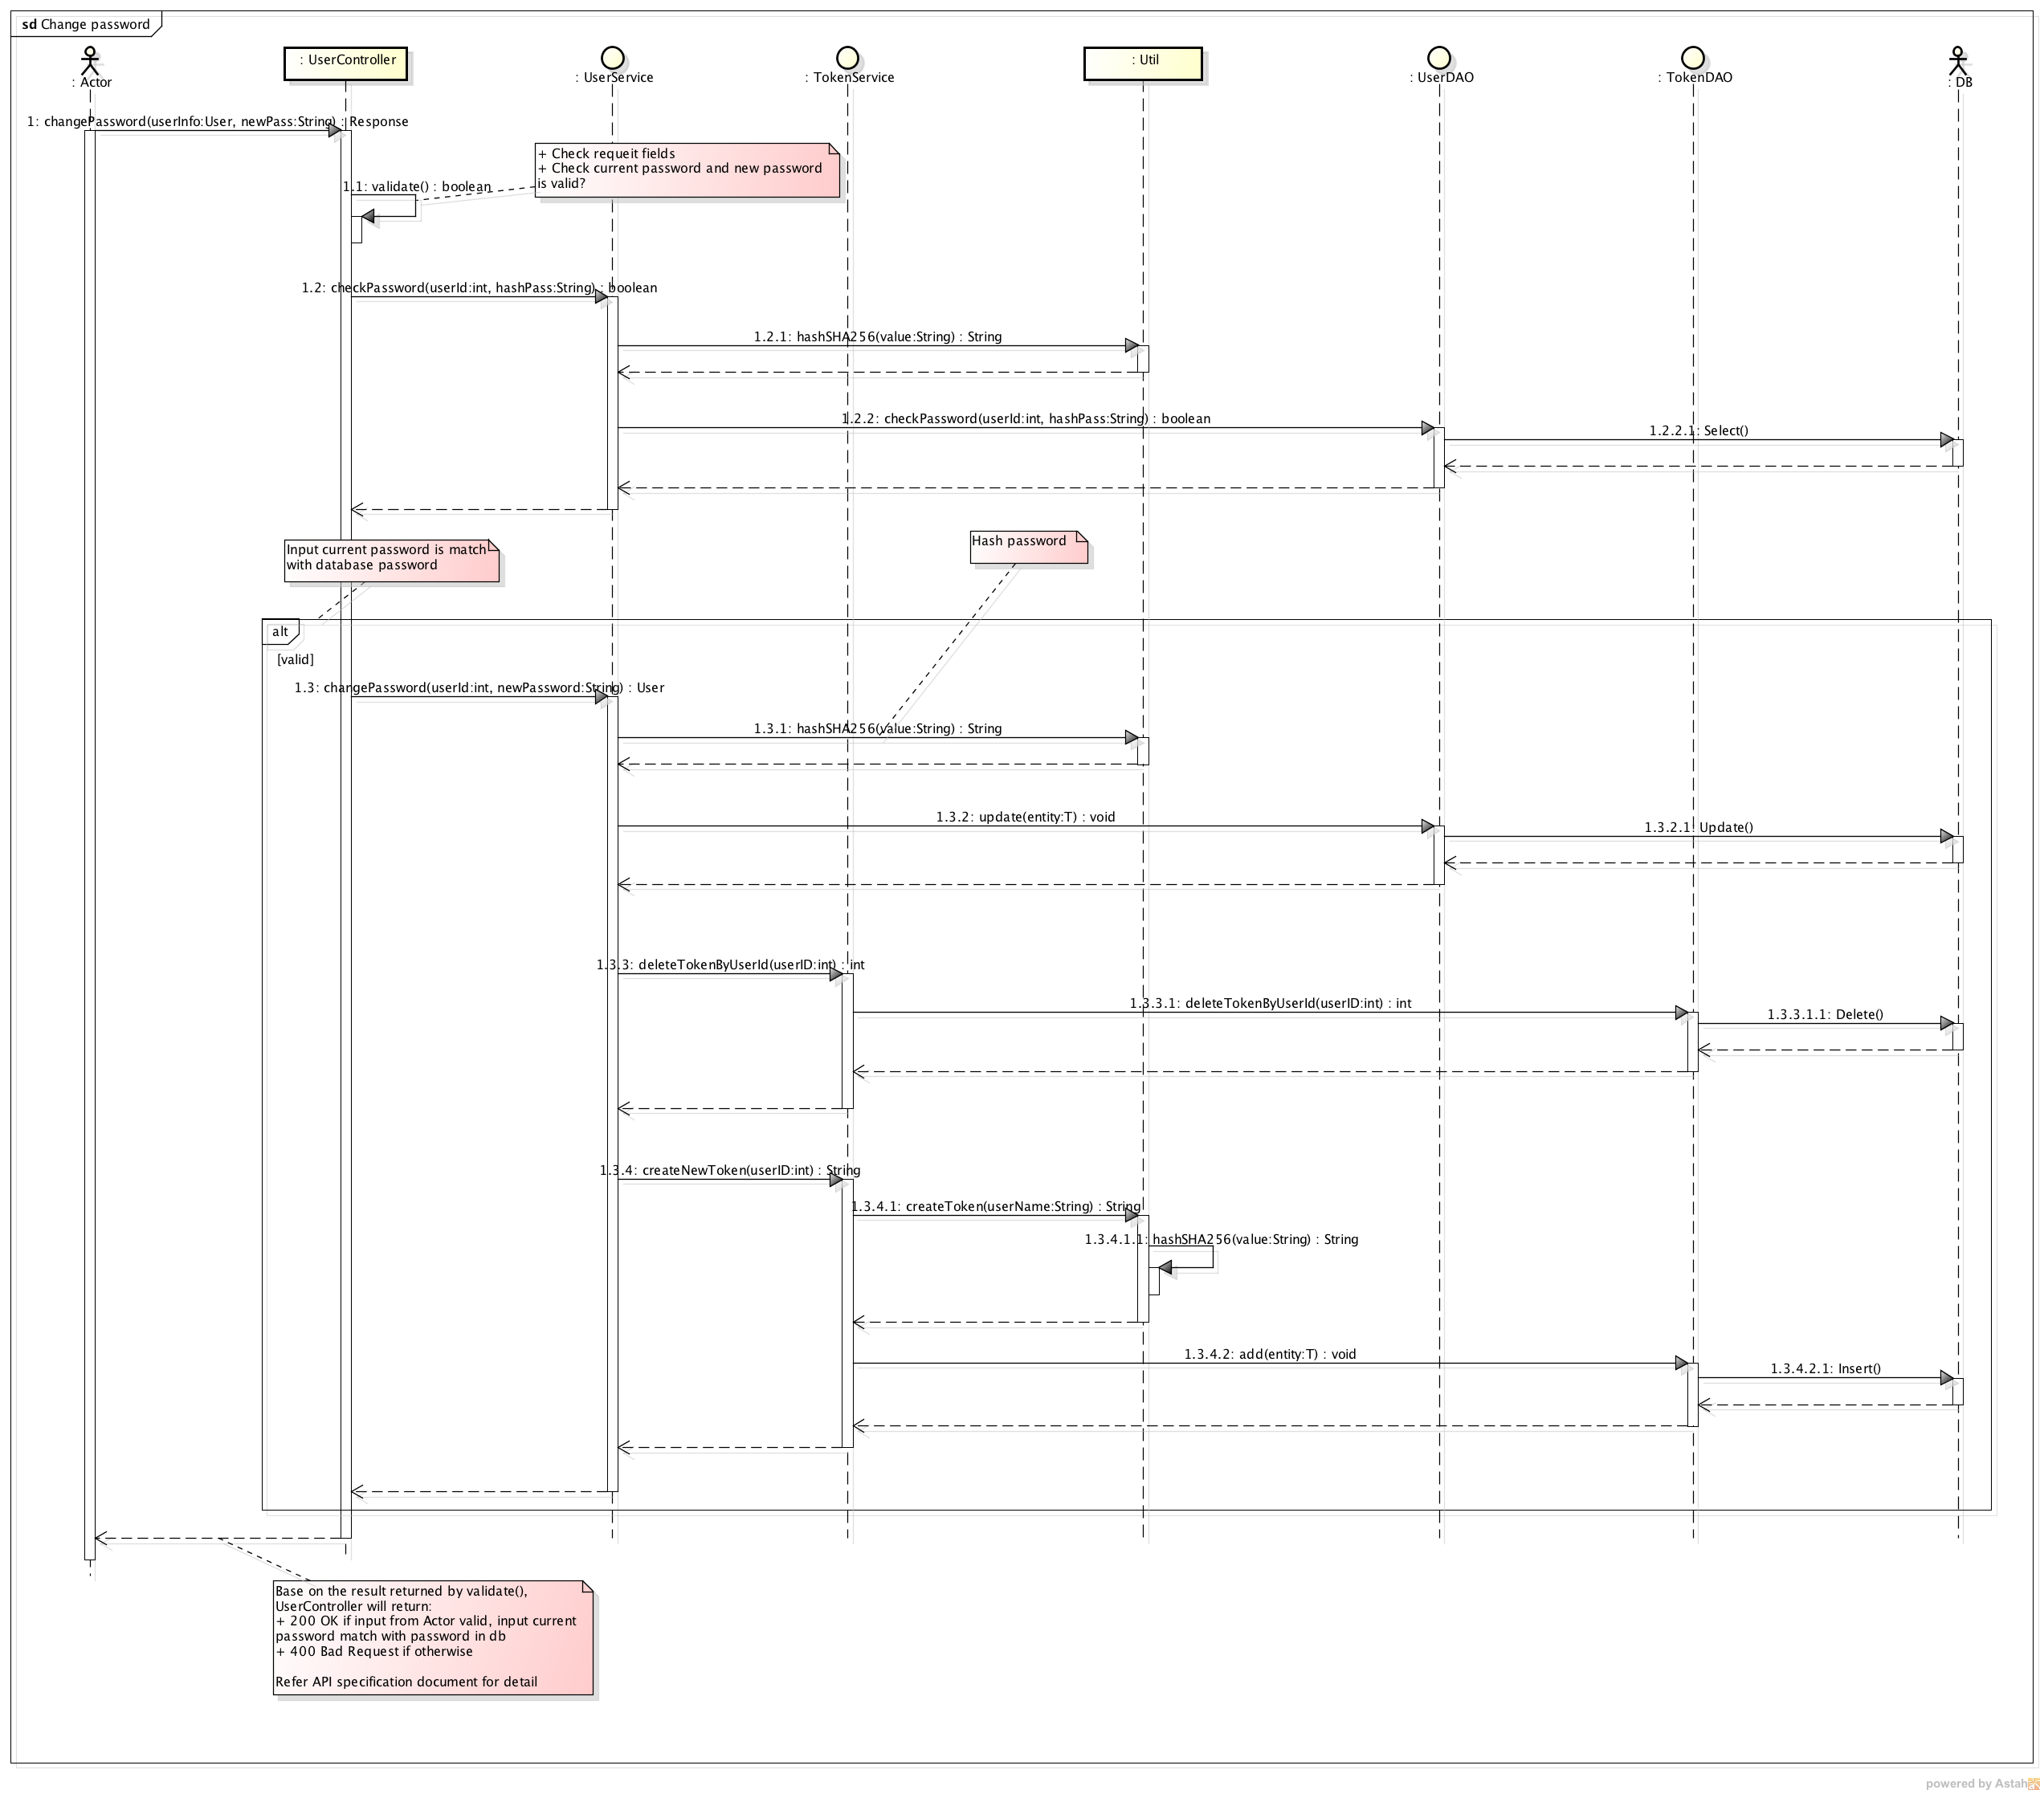 sd Change password
: Actor
: UserController
: UserService
: TokenService
: Util
: UserDAO
: TokenDAO
: DB
1: changePassword(userInfo:User, newPass:String) : Response
+ Check requeit fields
+ Check current password and new password
is valid?
1.1: validate() : boolean
1.2: checkPassword(userId:int, hashPass:String) : boolean
1.2.1: hashSHA256(value:String) : String
1.2.2: checkPassword(userId:int, hashPass:String) : boolean
1.2.2.1: Select()
Input current password is match
with database password
Hash password
alt
[valid]
1.3: changePassword(userId:int, newPassword:String) : User
1.3.1: hashSHA256(value:String) : String
1.3.2: update(entity:T) : void
1.3.2.1: Update()
1.3.3: deleteTokenByUserId(userID:int) : int
1.3.3.1: deleteTokenByUserId(userID:int) : int
1.3.3.1.1: Delete()
1.3.4: createNewToken(userID:int) : String
1.3.4.1: createToken(userName:String) : String
1.3.4.1.1: hashSHA256(value:String) : String
1.3.4.2: add(entity:T) : void
1.3.4.2.1: Insert()
Base on the result returned by validate(),
UserController will return:
+ 200 OK if input from Actor valid, input current
password match with password in db
+ 400 Bad Request if otherwise
Refer API specification document for detail
powered by Astah